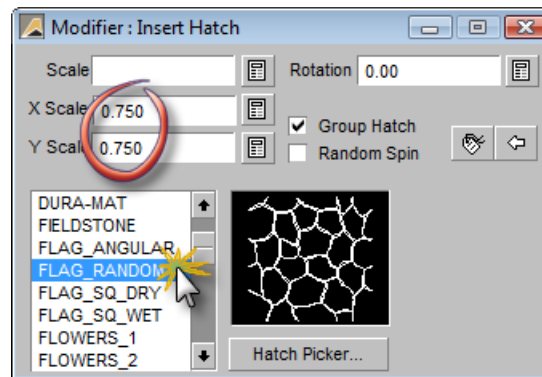 Modifier : Insert Hatch
Scale
Rotation 0.00
X Scale 0.750
Y Scale 0.750
Group Hatch
Random Spin
DURA-MAT
FIELDSTONE
FLAG_ANGULAR
FLAG_RANDOM
FLAG_SQ_DRY
FLAG_SQ_WET
FLOWERS_1
FLOWERS_2
Hatch Picker...